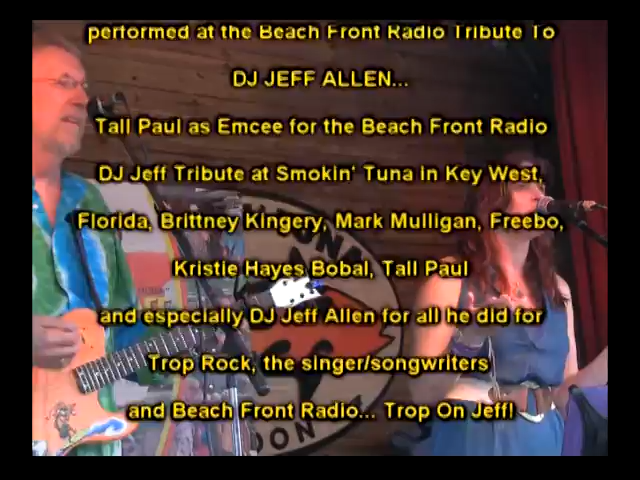 performed at the Beach Front Radio Tribute To
DJ JEFF ALLEN...
Tall Paul as Emcee for the Beach Front Radio
DJ Jeff Tribute at Smokin' Tuna in Key West,
Florida, Brittney Kingery, Mark Mulligan, Freebo,
Kristie Hayes Bobal, Tall Paul
and especially DJ Jeff Allen for all he did for
Trop Rock, the singer/songwriters
and Beach Front Radio... Trop On Jeff!